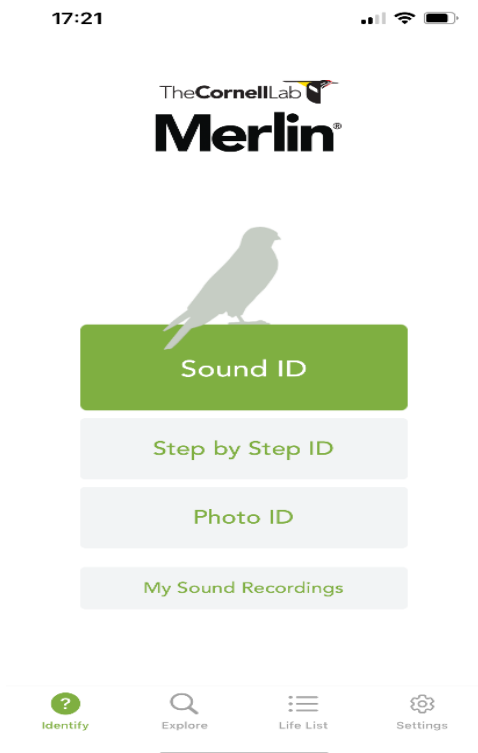 17:21
TheCornellLab
Merlin®
Sound ID
Step by Step ID
Photo ID
My Sound Recordings
?
Identify
Explore
Life List
Settings